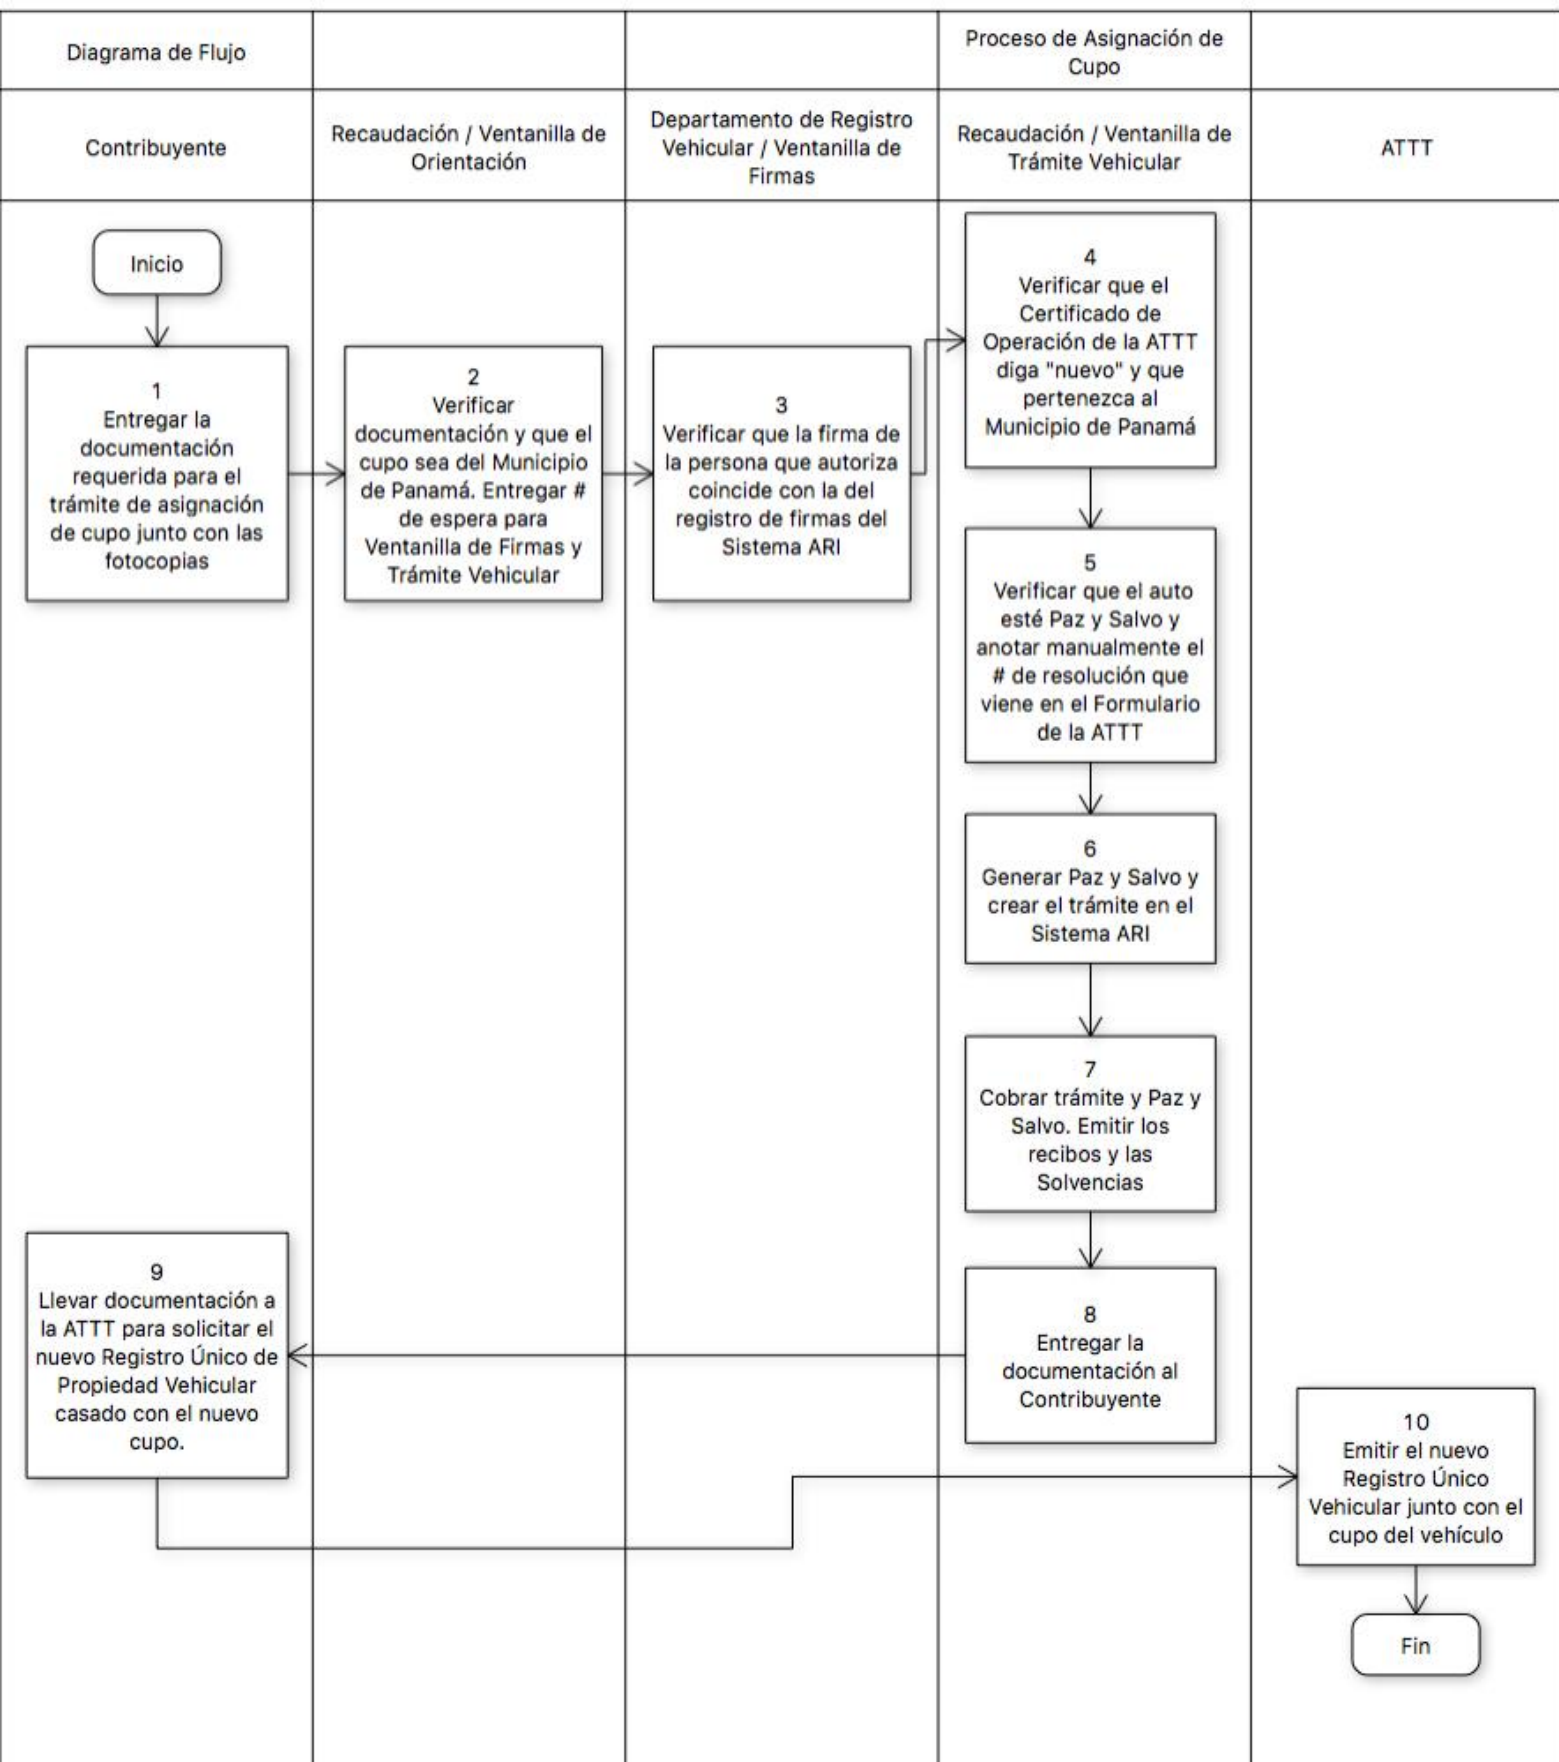 Diagrama de Flujo
Proceso de Asignación de
Cupo
Contribuyente
Recaudación / Ventanilla de
Orientación
Departamento de Registro
Vehicular / Ventanilla de
Firmas
Recaudación / Ventanilla de
Trámite Vehicular
ATTT
Inicio
1
Entregar la
documentación
requerida para el
trámite de asignación
de cupo junto con las
fotocopias
2
Verificar
documentación y que el
cupo sea del Municipio
de Panamá. Entregar #
de espera para
Ventanilla de Firmas y
Trámite Vehicular
3
Verificar que la firma de
la persona que autoriza
coincide con la del
registro de firmas del
Sistema ARI
4
Verificar que el
Certificado de
Operación de la ATTT
diga "nuevo" y que
pertenezca al
Municipio de Panamá
5
Verificar que el auto
esté Paz y Salvo y
anotar manualmente el
# de resolución que
viene en el Formulario
de la ATTT
6
Generar Paz y Salvo y
crear el trámite en el
Sistema ARI
7
Cobrar trámite y Paz y
Salvo. Emitir los
recibos y las
Solvencias
8
Entregar la
documentación al
Contribuyente
9
Llevar documentación a
la ATTT para solicitar el
nuevo Registro Único de
Propiedad Vehicular
casado con el nuevo
cupo.
10
Emitir el nuevo
Registro Único
Vehicular junto con el
cupo del vehículo
Fin